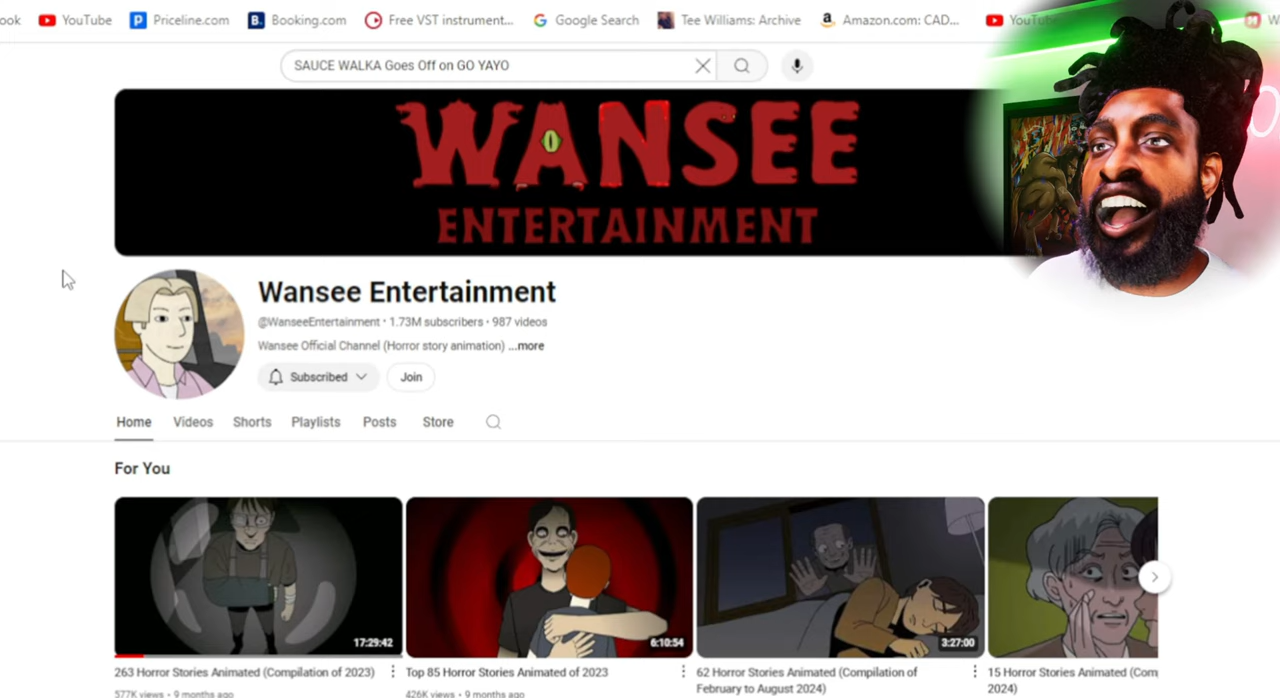 ook YouTube Priceline.com B. Booking.com Free VST instrument... Google Search Tee Williams: Archive a Amazon.com: CAD... YouTube
SAUCE WALKA Goes Off on GO YAYO
WANSEE
ENTERTAINMENT
Wansee Entertainment
@WanseeEntertainment • 1.73M subscribers • 987 videos
Wansee Official Channel (Horror story animation) ...more
Subscribed Join
Home Videos Shorts Playlists Posts Store
For You
17:29:42 6:10:54 3:27:00
263 Horror Stories Animated (Compilation of 2023)
577K views • 9 months ago
Top 85 Horror Stories Animated of 2023
426K views • 9 months ago
62 Horror Stories Animated (Compilation of
February to August 2024)
15 Horror Stories Animated (Com
2024)